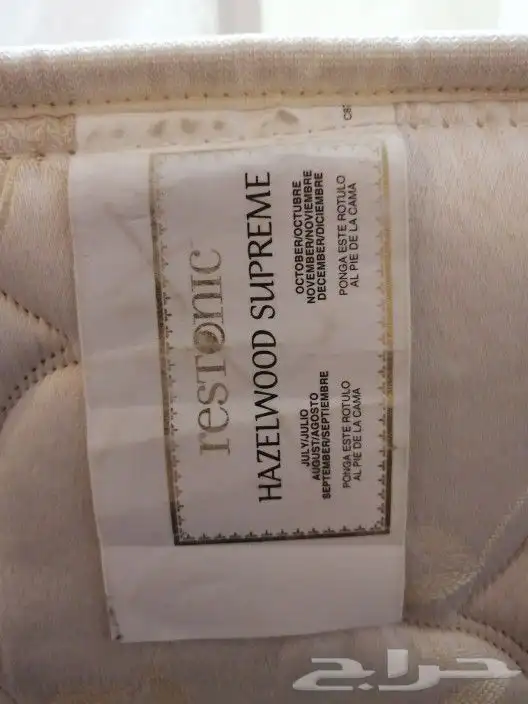 resTonic
HAZELWOOD SUPREME
JULY/JULIO
AUGUST/AGOSTO
SEPTEMBER/SEPTIEMBRE
PONGA ESTE ROTULO
AL PIE DE LA CAMA
OCTOBER/OCTUBRE
NOVEMBER/NOVIEMBRE
DECEMBER/DICIEMBRE
PONGA ESTE ROTULO
AL PIE DE LA CAMA
حراج